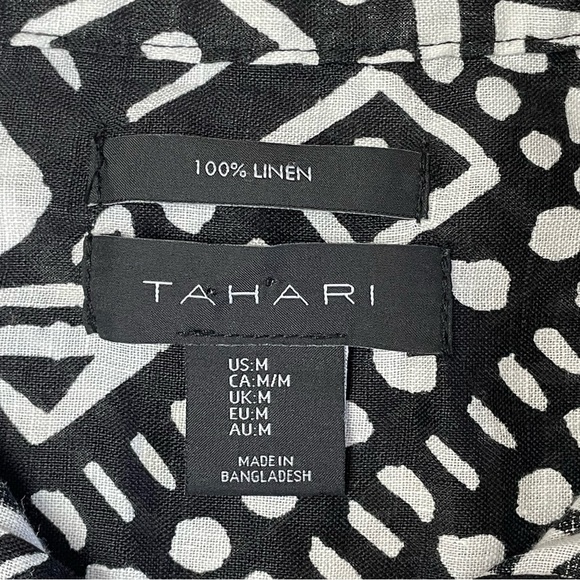 100% LINEN
TAHARI
US:M
CA:M/M
UK:M
EU:M
AU:M
MADE IN
BANGLADESH